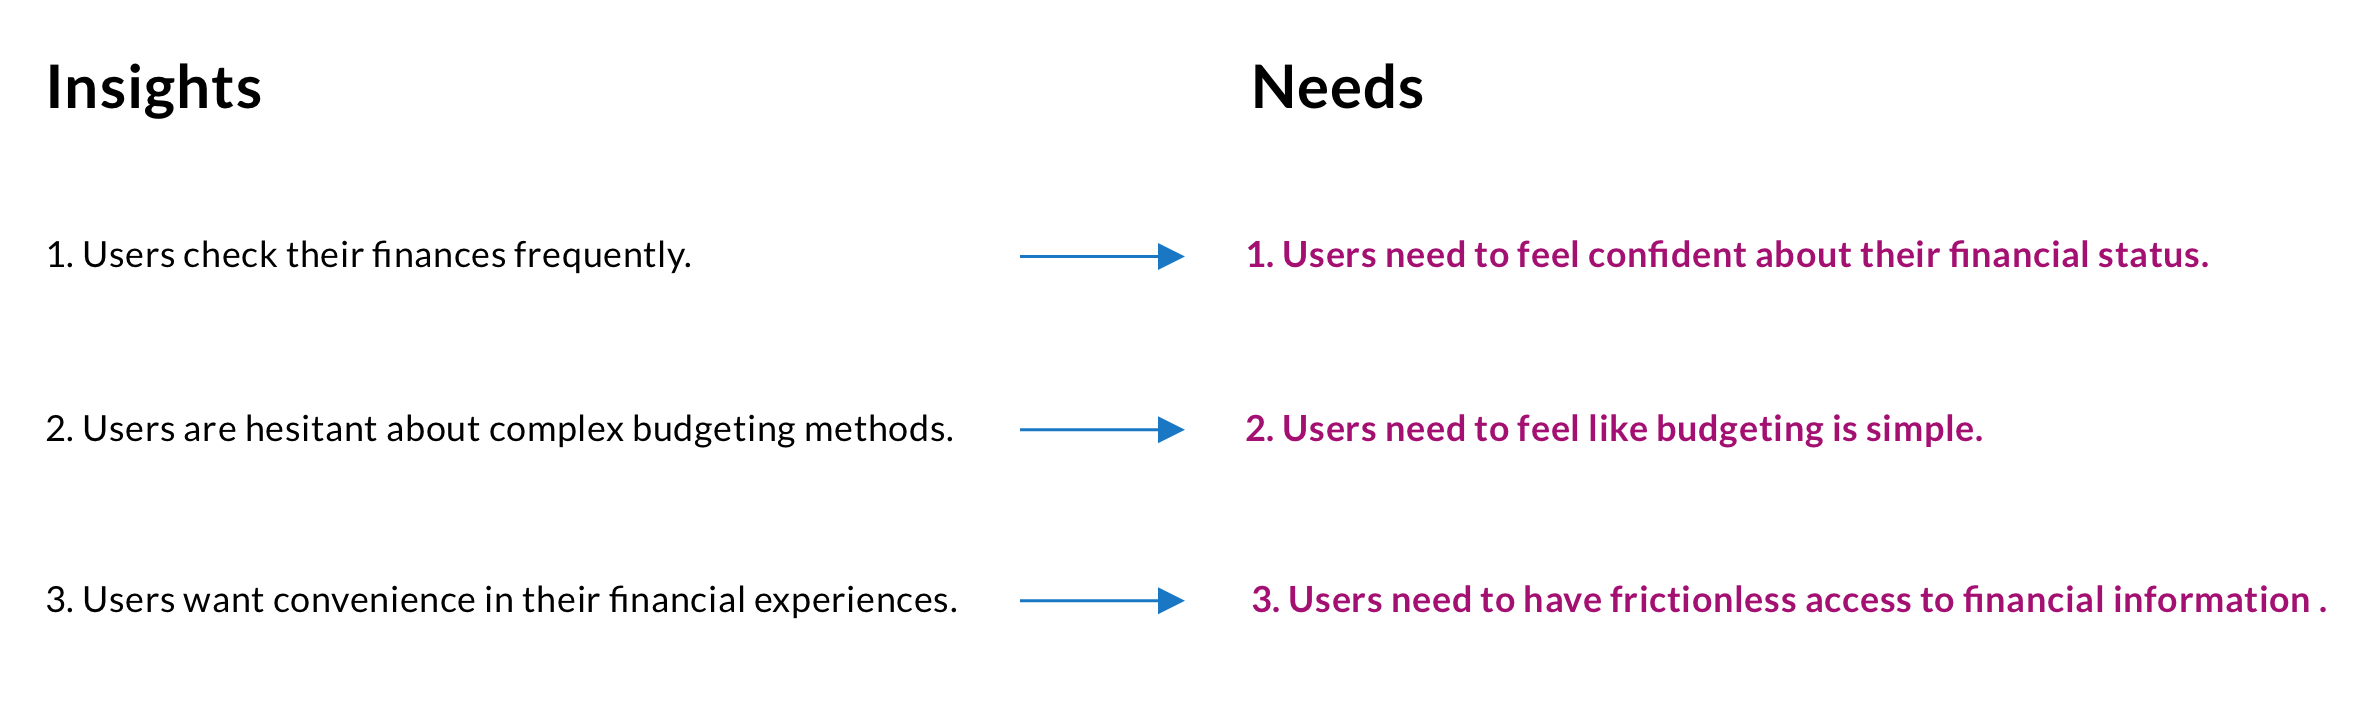 Insights
Needs
1. Users check their finances frequently.
1. Users need to feel confident about their financial status.
2. Users are hesitant about complex budgeting methods.
2. Users need to feel like budgeting is simple.
3. Users want convenience in their financial experiences.
3. Users need to have frictionless access to financial information .